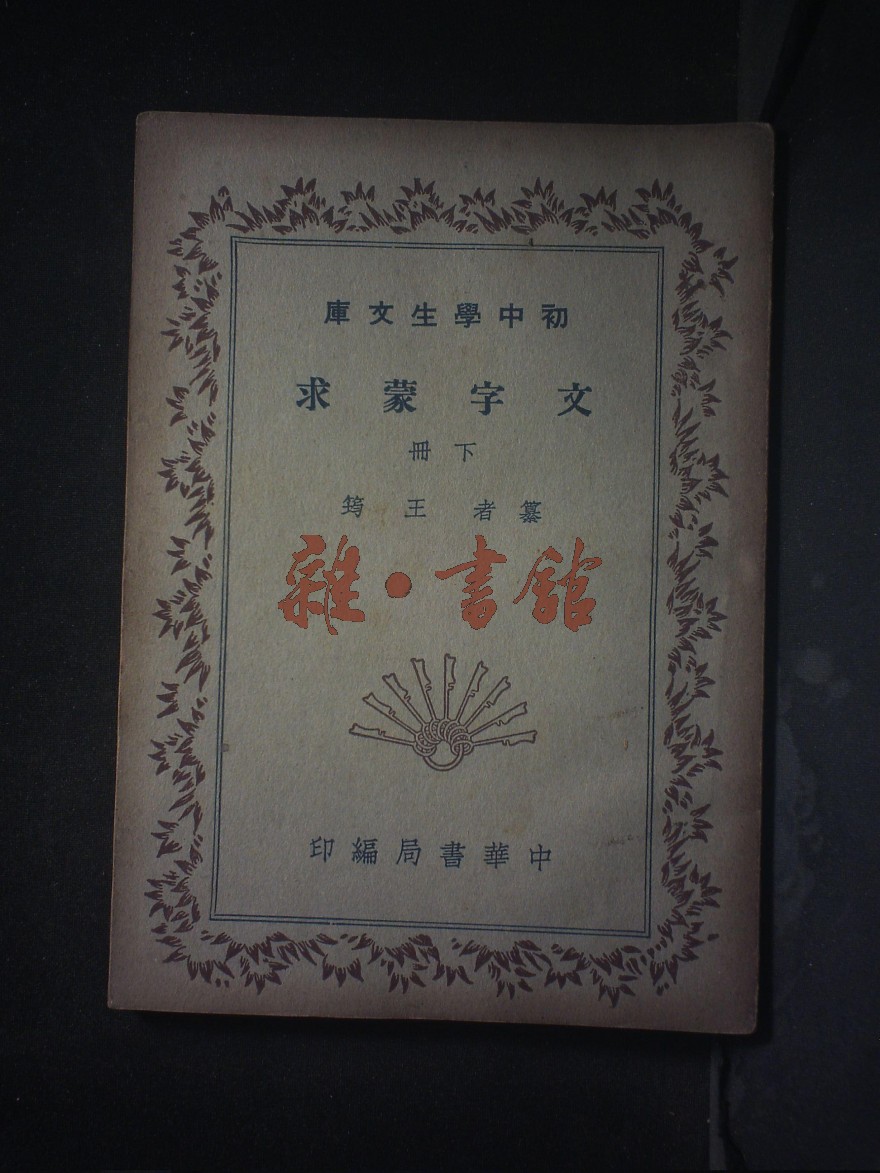 初中學生文庫
文字蒙求
下冊
纂者 王筠
雜·書館
中華書局編印